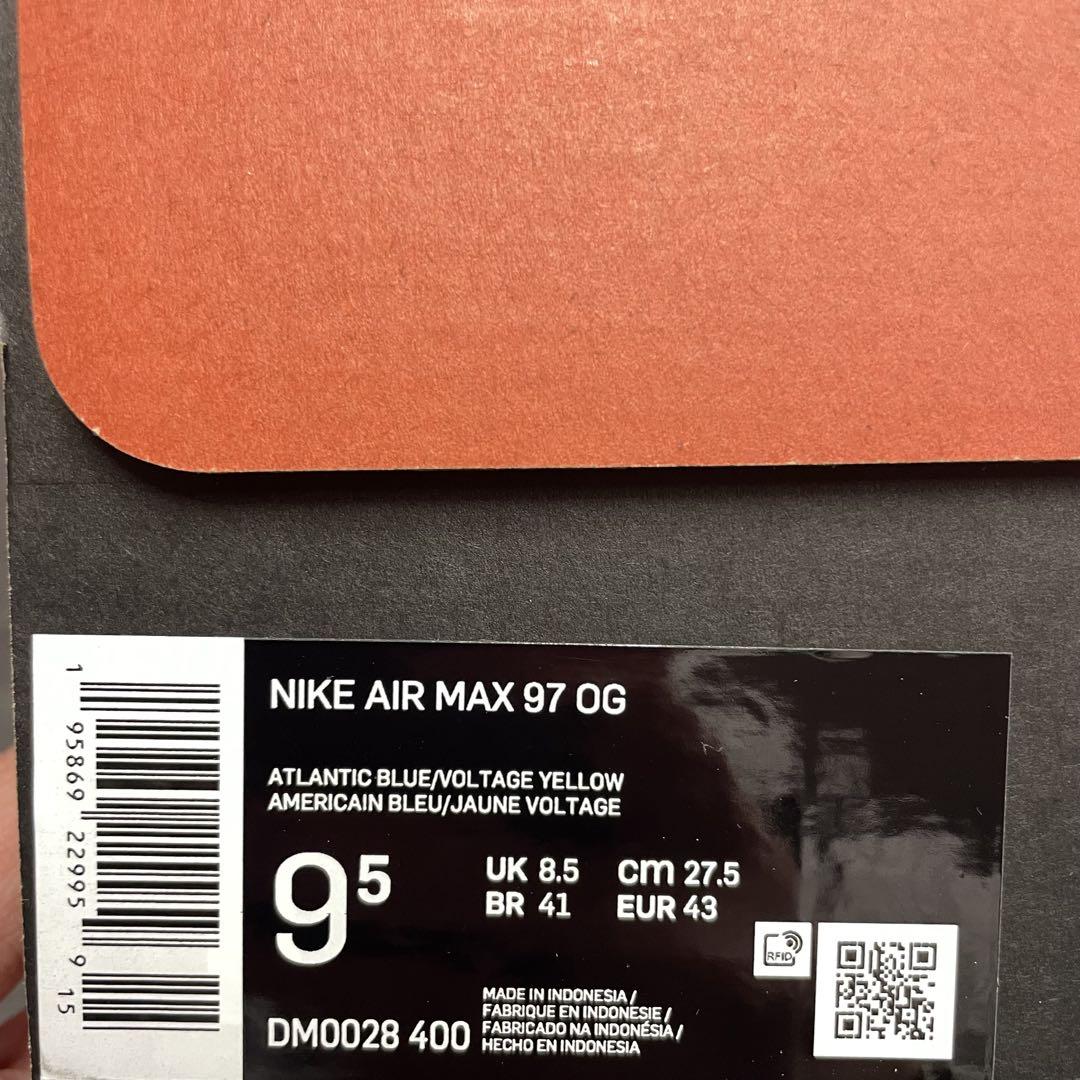 NIKE AIR MAX 97 OG
ATLANTIC BLUE/VOLTAGE YELLOW
AMERICAIN BLEU/JAUNE VOLTAGE
9⁵
UK 8.5 cm 27.5
BR 41 EUR 43
RFID
DM0028 400
MADE IN INDONESIA /
FABRIQUE EN INDONESIE /
FABRICADO NA INDONÉSIA /
HECHO EN INDONESIA
1 95869 22995 9 15